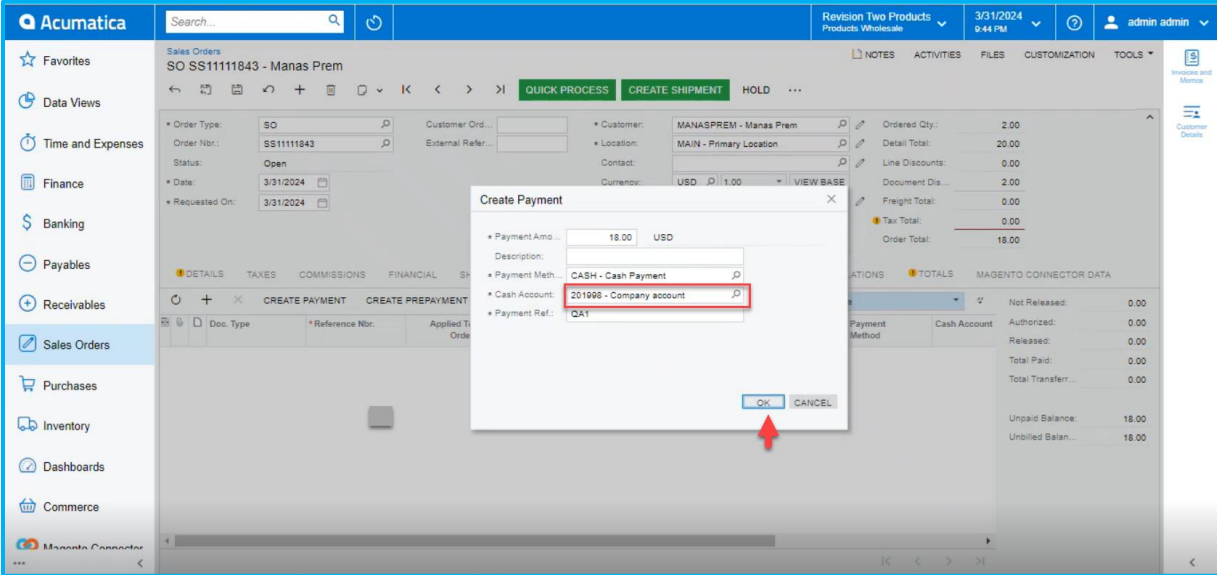 Acumatica
Search...
Revision Two Products
Products Wholesale
3/31/2024
9:44 PM
admin admin
Favorites
Data Views
Time and Expenses
Finance
Banking
Payables
Receivables
Sales Orders
Purchases
Inventory
Dashboards
Commerce
Magento Connector
Sales Orders
SO SS11111843 - Manas Prem
NOTES ACTIVITIES FILES CUSTOMIZATION TOOLS
QUICK PROCESS CREATE SHIPMENT HOLD ...
* Order Type: SO
Order Nbr.: SS11111843
Status: Open
* Date: 3/31/2024
* Requested On: 3/31/2024
Customer Ord...
External Refer...
* Customer: MANASPREM - Manas Prem
* Location: MAIN - Primary Location
Contact:
Currency: USD 1.00 VIEW BASE
Ordered Qty.: 2.00
Detail Total: 20.00
Line Discounts: 0.00
Document Dis... 2.00
Freight Total: 0.00
Tax Total: 0.00
Order Total: 18.00
DETAILS TAXES COMMISSIONS FINANCIAL SH
ATIONS TOTALS MAGENTO CONNECTOR DATA
CREATE PAYMENT CREATE PREPAYMENT
Doc. Type *Reference Nbr. Applied T
Orde
Payment
Method
Cash Account
Not Released: 0.00
Authorized: 0.00
Released: 0.00
Total Paid: 0.00
Total Transferr... 0.00
Unpaid Balance: 18.00
Unbilled Balan... 18.00
Create Payment
* Payment Amo... 18.00 USD
Description:
* Payment Meth... CASH - Cash Payment
* Cash Account: 201998 - Company account
* Payment Ref.: QA1
OK CANCEL
Invoices and
Memos
Customer
Details